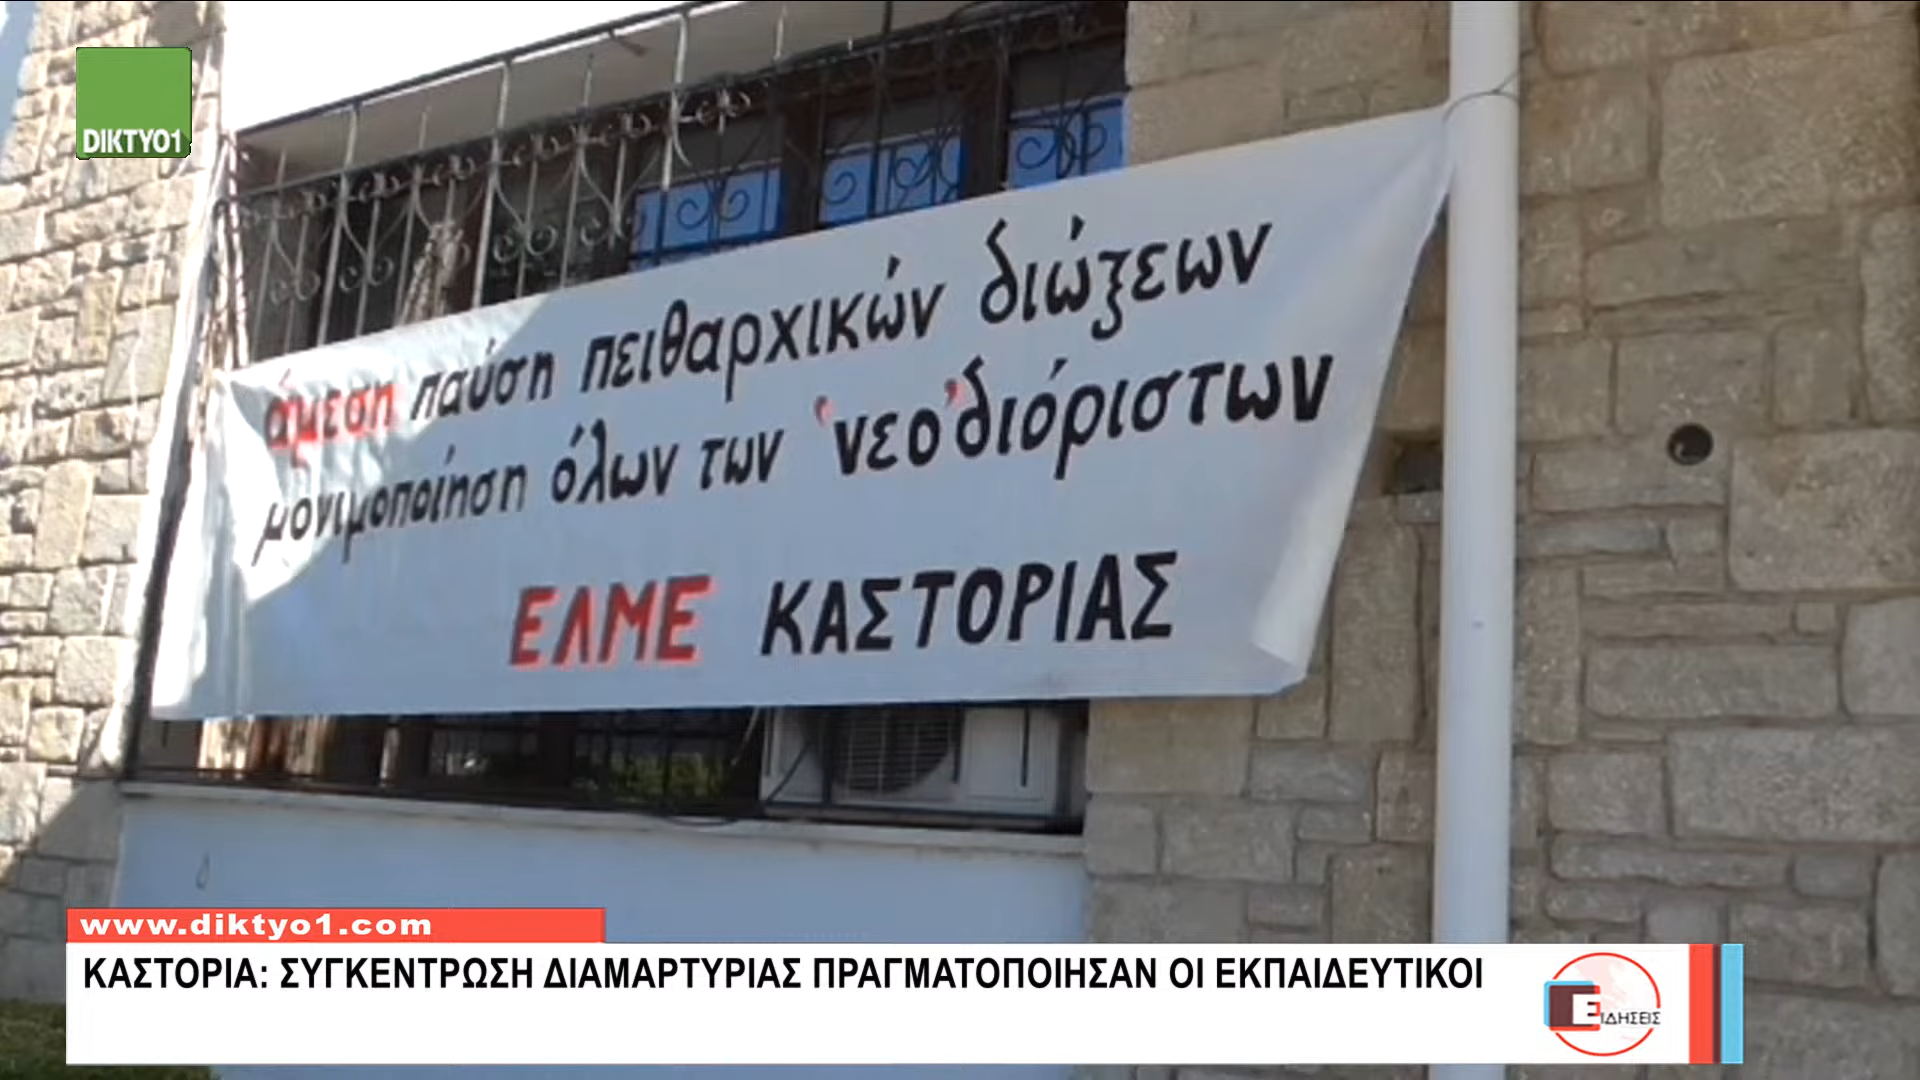 DIKTYO1
άμεση παύση πειθαρχικών διώξεων
μονιμοποίηση όλων των 'νεο'διόριστων
ΕΛΜΕ ΚΑΣΤΟΡΙΑΣ
www.diktyo1.com
ΚΑΣΤΟΡΙΑ: ΣΥΓΚΕΝΤΡΩΣΗ ΔΙΑΜΑΡΤΥΡΙΑΣ ΠΡΑΓΜΑΤΟΠΟΙΗΣΑΝ ΟΙ ΕΚΠΑΙΔΕΥΤΙΚΟΙ
ΕΙΔΗΣΕΙΣ